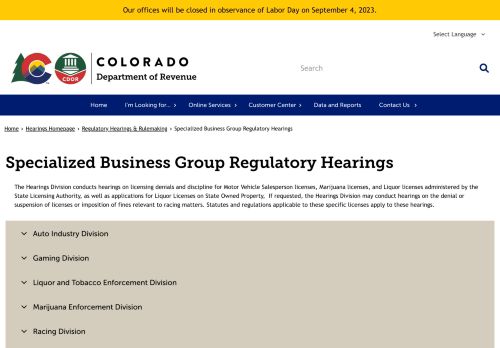 Our offices will be closed in observance of Labor Day on September 4, 2023.
Select Language
COLORADO
Department of Revenue
CDOR
Search
Home
I'm Looking for...
Online Services
Customer Center
Data and Reports
Contact Us
Home › Hearings Homepage › Regulatory Hearings & Rulemaking › Specialized Business Group Regulatory Hearings
Specialized Business Group Regulatory Hearings
The Hearings Division conducts hearings on licensing denials and discipline for Motor Vehicle Salesperson licenses, Marijuana licenses, and Liquor licenses administered by the
State Licensing Authority, as well as applications for Liquor Licenses on State Owned Property,  If requested, the Hearings Division may conduct hearings on the denial or
suspension of licenses or imposition of fines relevant to racing matters. Statutes and regulations applicable to these specific licenses apply to these hearings.
Auto Industry Division
Gaming Division
Liquor and Tobacco Enforcement Division
Marijuana Enforcement Division
Racing Division